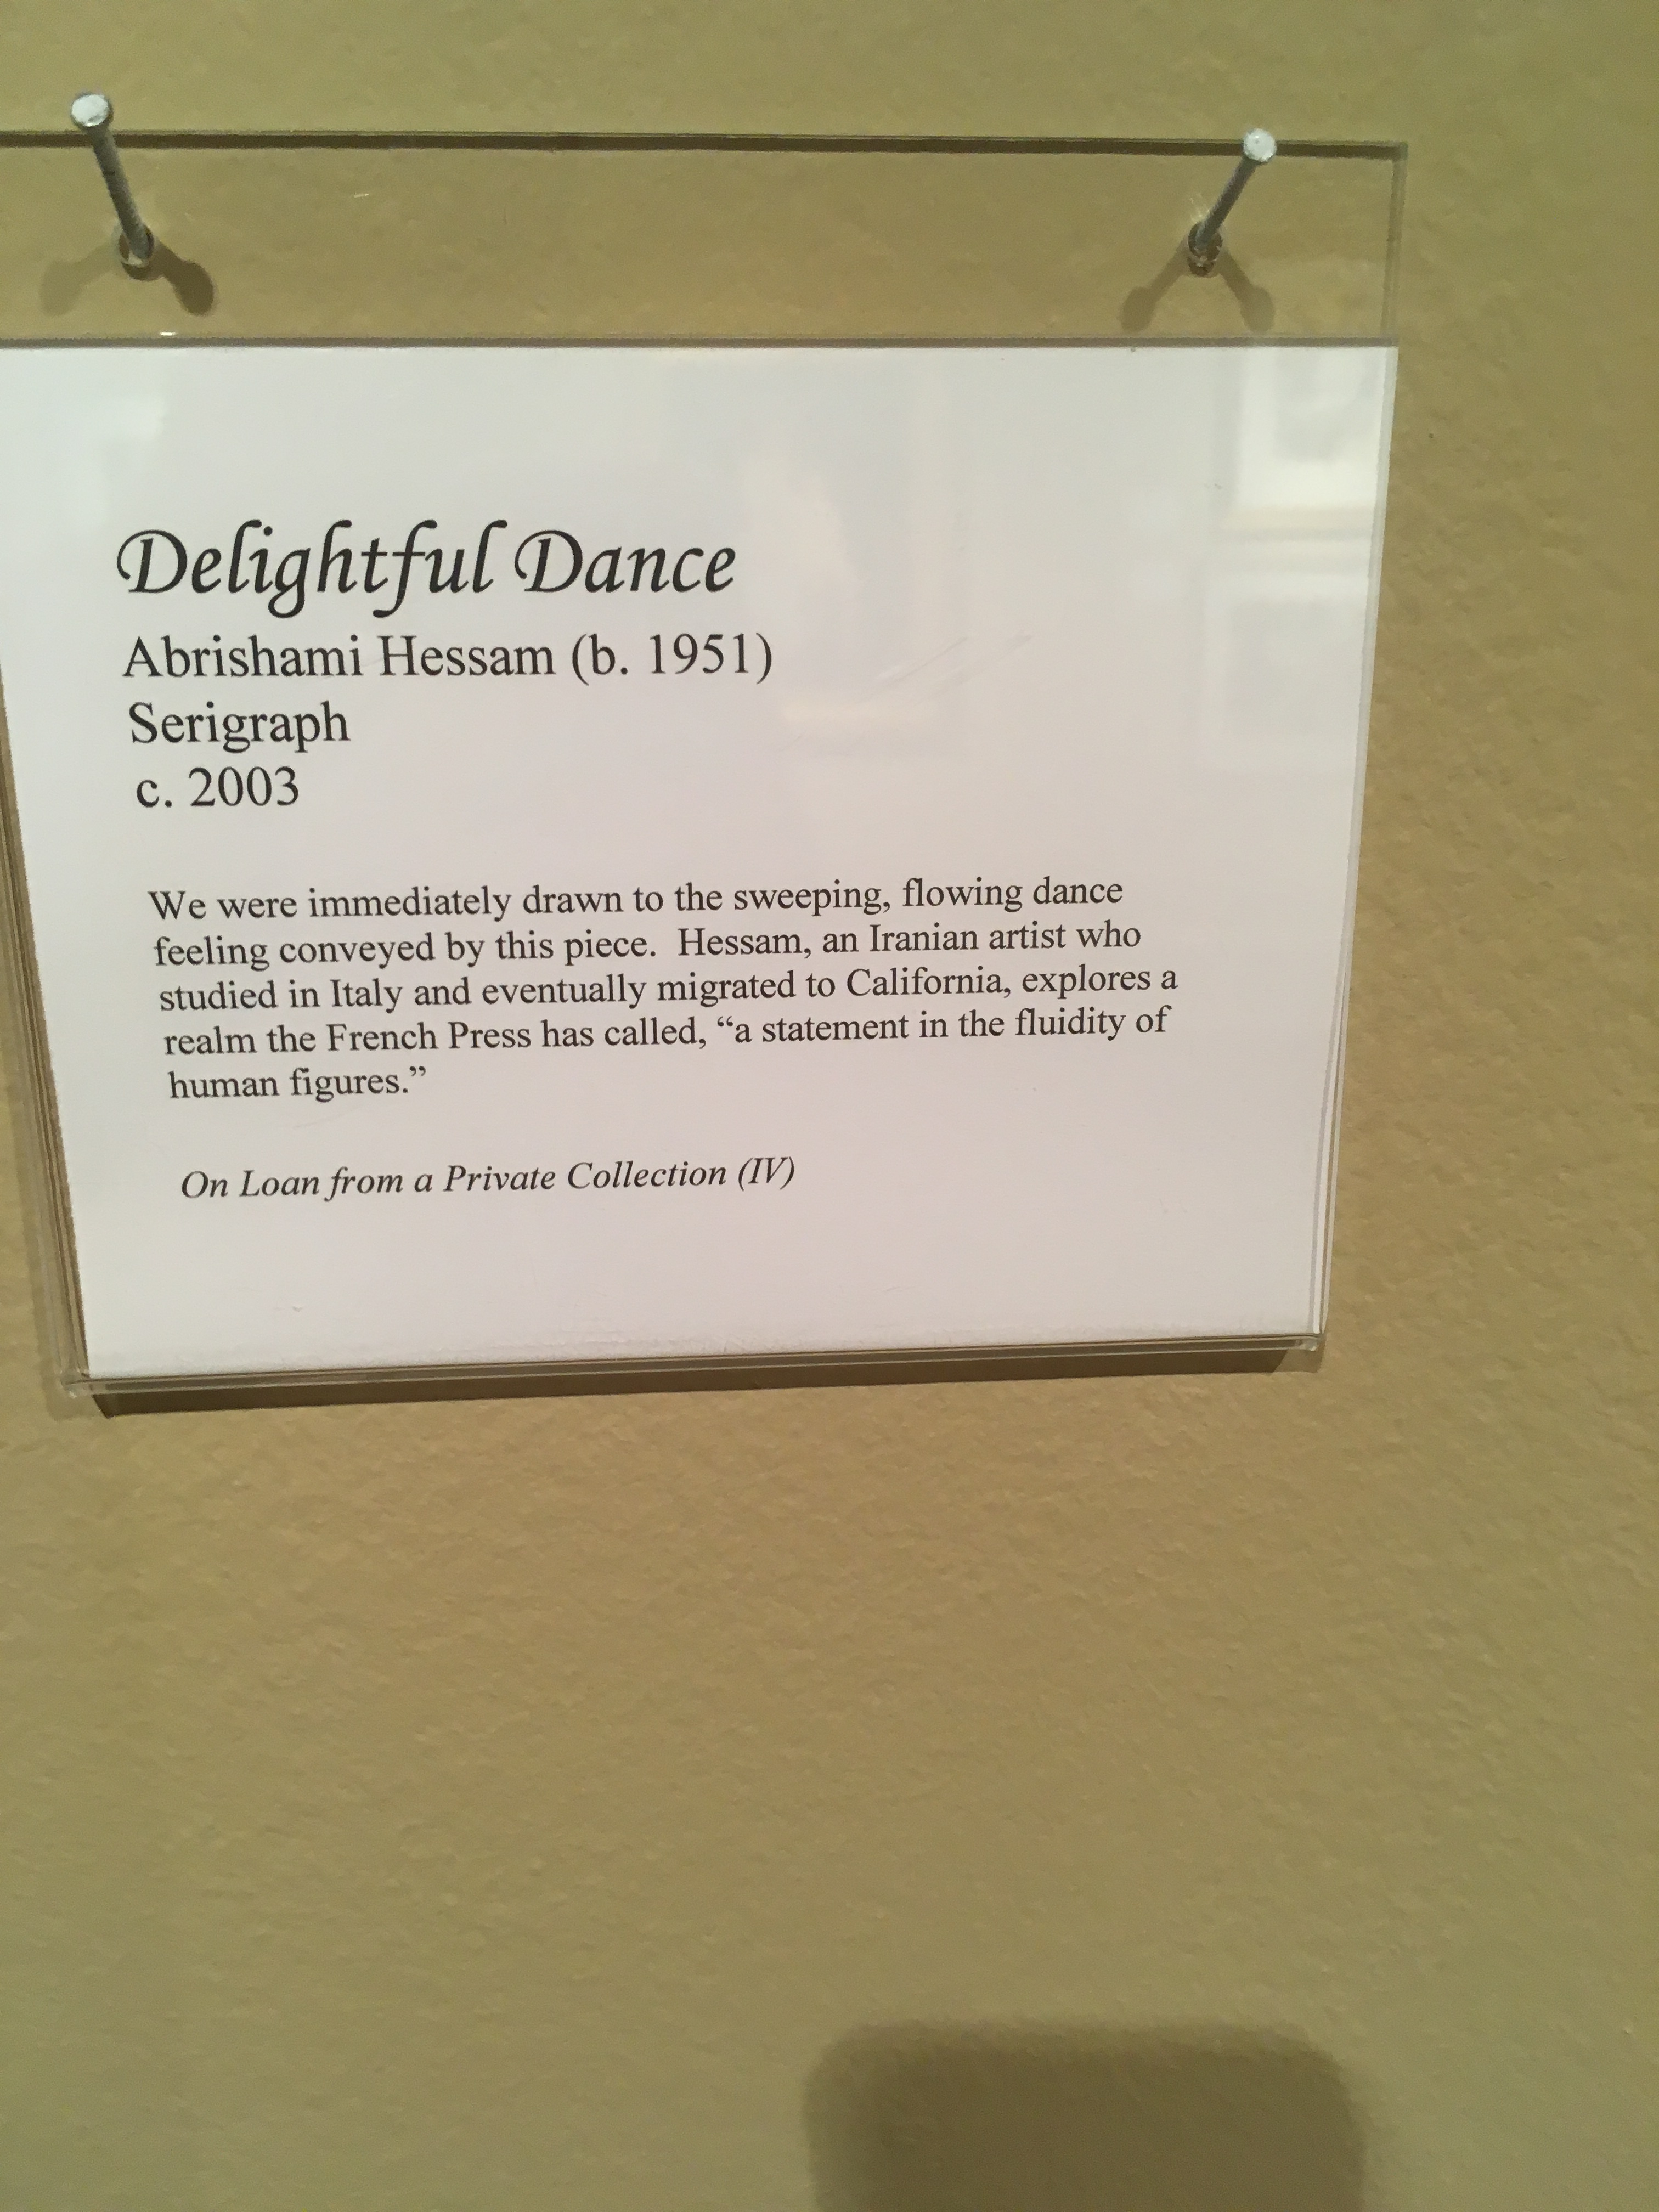 Delightful Dance
Abrishami Hessam (b. 1951)
Serigraph
c. 2003
We were immediately drawn to the sweeping, flowing dance
feeling conveyed by this piece.  Hessam, an Iranian artist who
studied in Italy and eventually migrated to California, explores a
realm the French Press has called, “a statement in the fluidity of
human figures.”
On Loan from a Private Collection (IV)